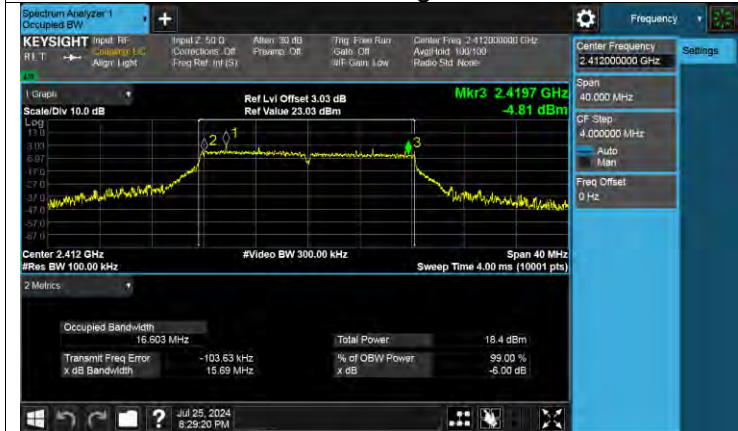 Spectrum Analyzer 1
Occupied BW
Frequency
KEYSIGHT Input: RF
Coupling: DC
Align: Light
Input Z: 50 Ω
Corrections: Off
Freq Ref: Int (S)
Atten: 30 dB
Preamp: Off
Trig: Free Run
Gate: Off
#IF Gain: Low
Center Freq: 2.412000000 GHz
Avg|Hold: 100/100
Radio Std: None
Center Frequency
2.412000000 GHz
Settings
Span
40.000 MHz
CF Step
4.000000 MHz
Auto
Man
Freq Offset
0 Hz
1 Graph
Scale/Div 10.0 dB
Ref Lvl Offset 3.03 dB
Ref Value 23.03 dBm
Mkr3 2.4197 GHz
-4.81 dBm
Log
13.0
3.03
-6.97
-17.0
-27.0
-37.0
-47.0
-57.0
-67.0
2
1
3
Center 2.412 GHz
#Res BW 100.00 kHz
#Video BW 300.00 kHz
Span 40 MHz
Sweep Time 4.00 ms (10001 pts)
2 Metrics
Occupied Bandwidth
16.603 MHz
Total Power 18.4 dBm
Transmit Freq Error -103.63 kHz
% of OBW Power 99.00 %
x dB Bandwidth 15.69 MHz
x dB -6.00 dB
?
Jul 25, 2024
8:29:20 PM